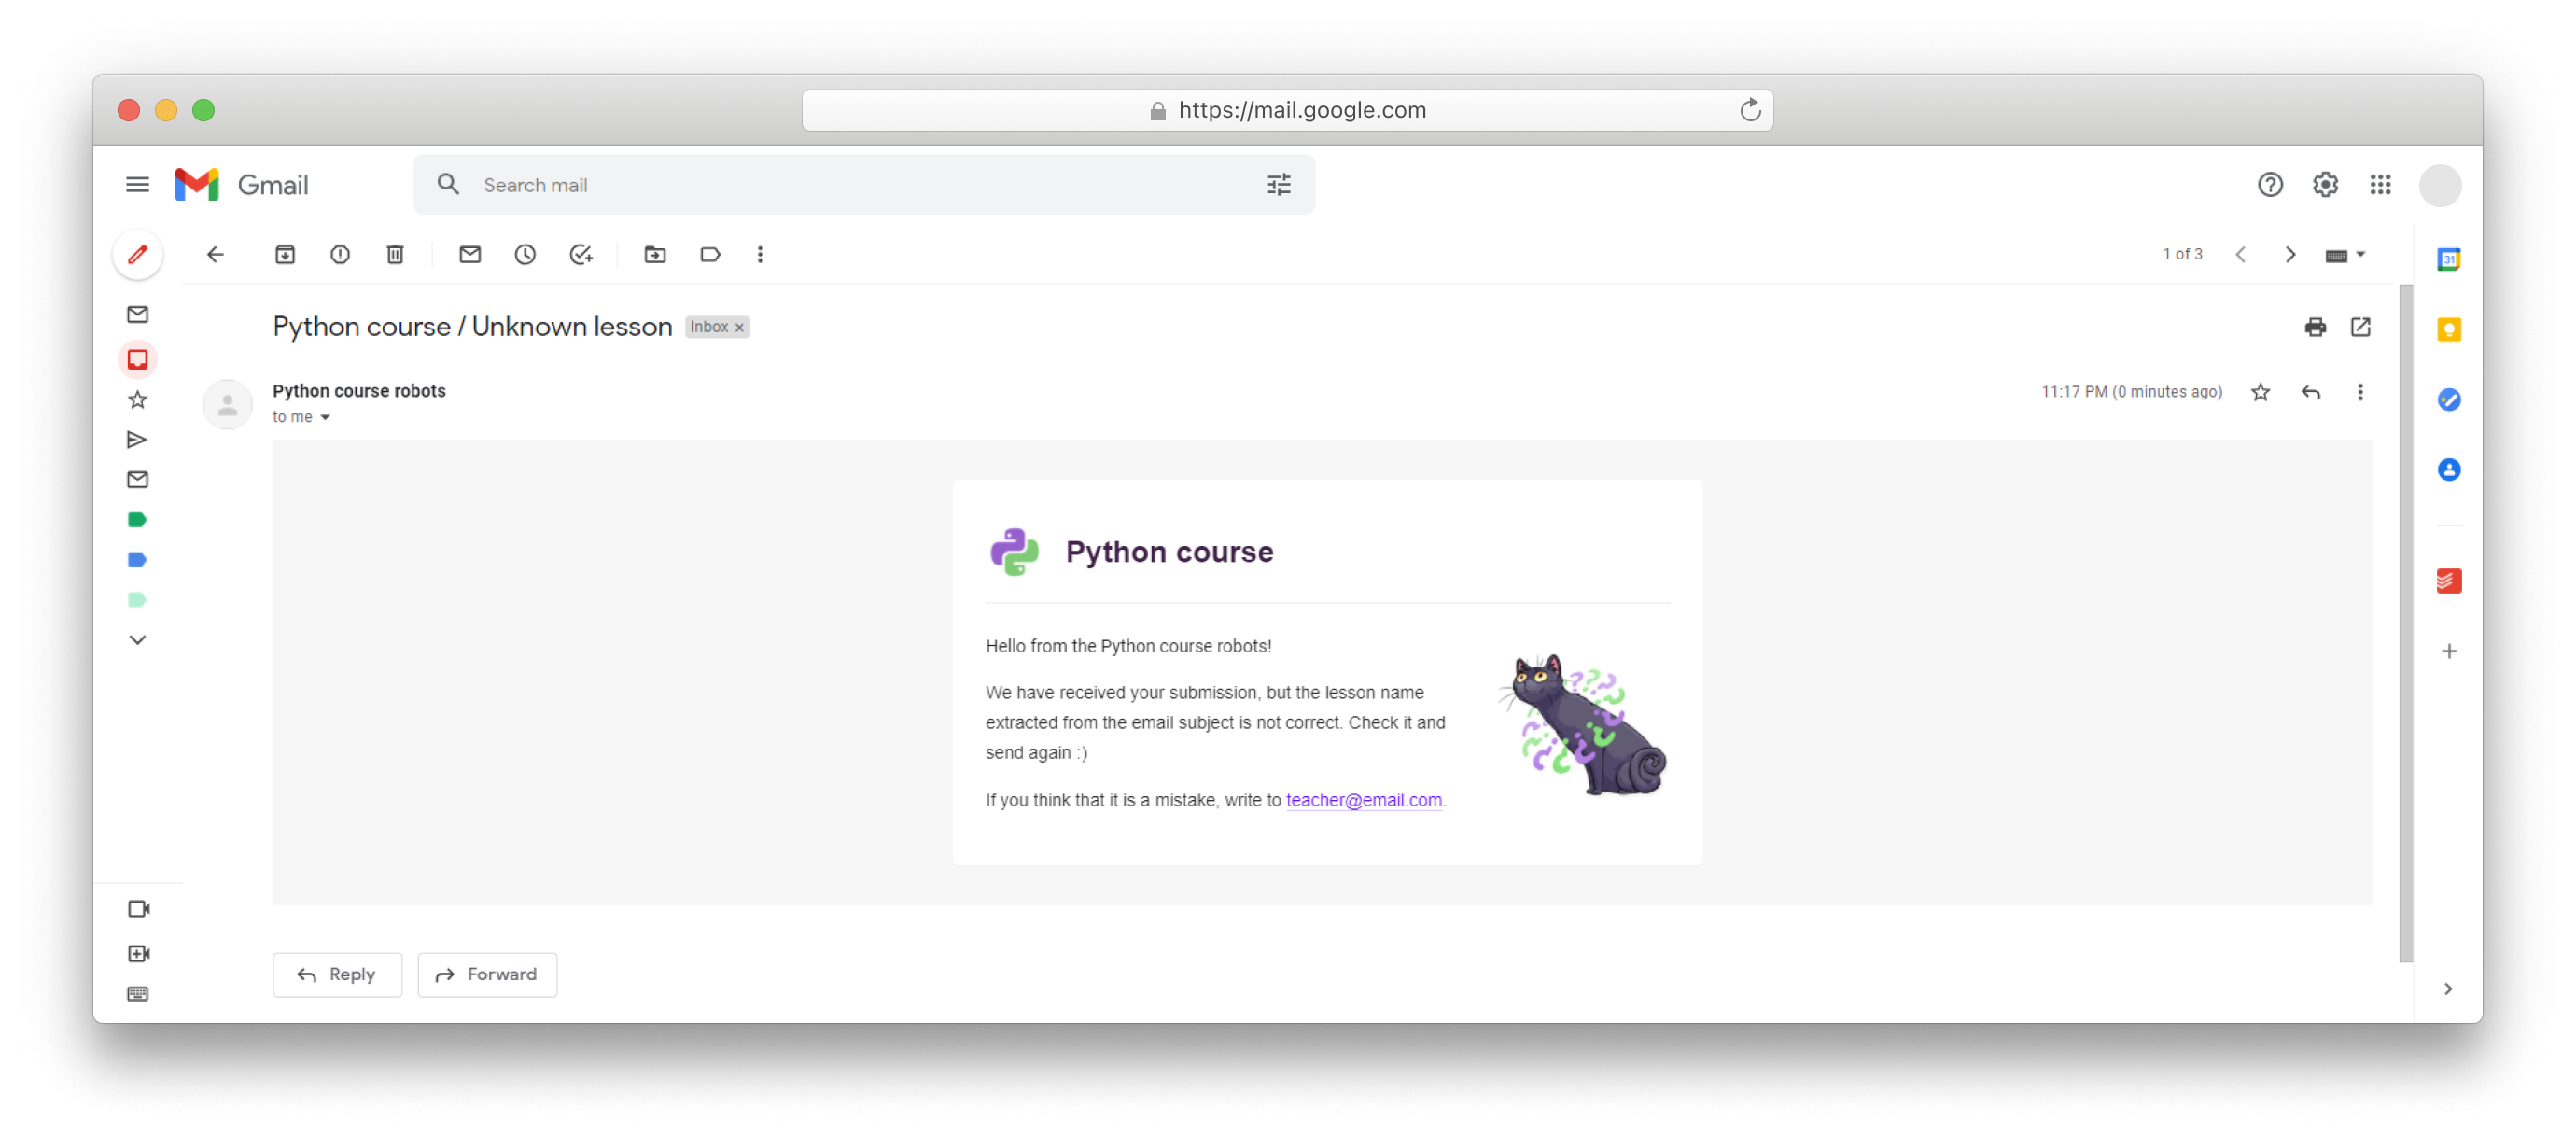 https://mail.google.com
Gmail
Search mail
1 of 3
31
Python course / Unknown lesson
Inbox ×
Python course robots
11:17 PM (0 minutes ago)
to me
Python course
Hello from the Python course robots!
We have received your submission, but the lesson name
extracted from the email subject is not correct. Check it and
send again :)
If you think that it is a mistake, write to teacher@email.com.
Reply
Forward